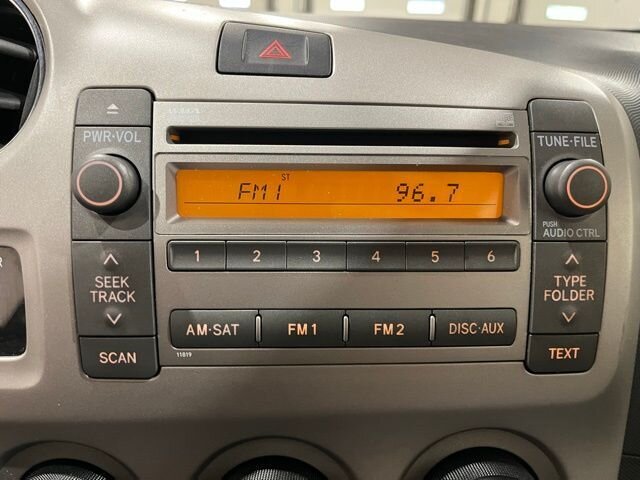 WMA
PWR·VOL
TUNE·FILE
ST
FM1 96.7
PUSH
AUDIO CTRL
1 2 3 4 5 6
SEEK
TRACK
TYPE
FOLDER
AM·SAT FM1 FM2 DISC·AUX
SCAN
11819
TEXT